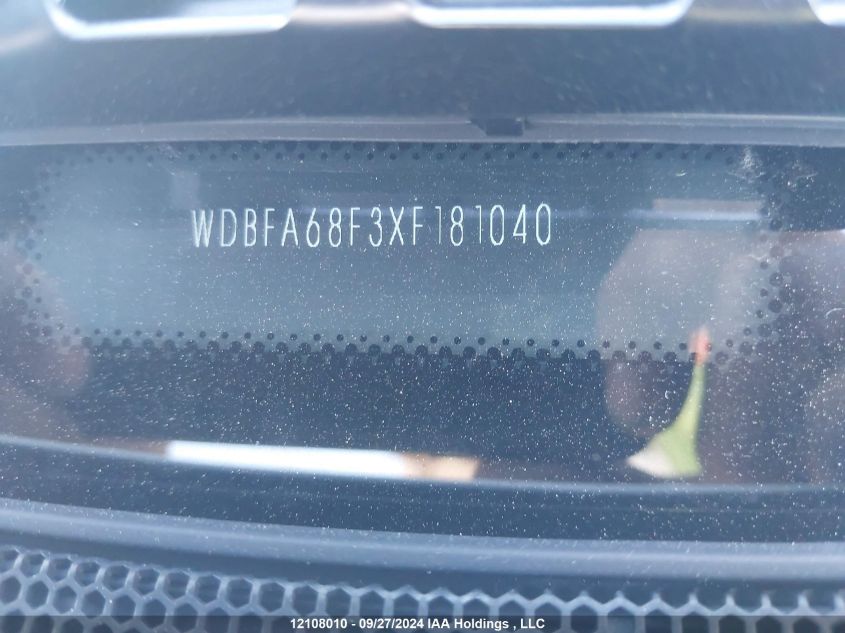 WDBFA68F3XF181040
12108010 - 09/27/2024 IAA Holdings , LLC